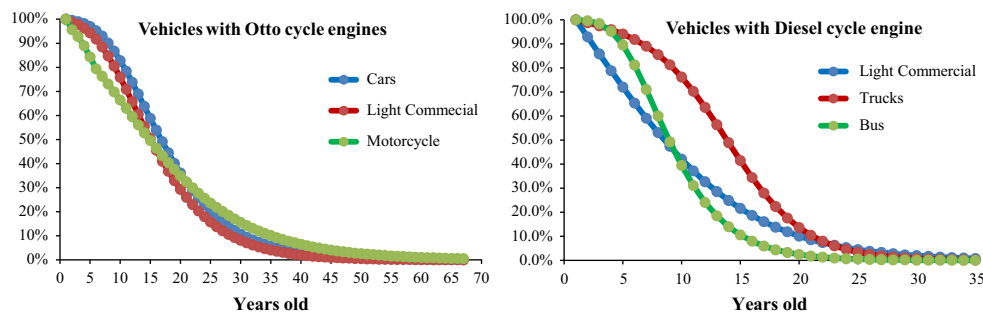 Vehicles with Otto cycle engines
100%
90%
80%
70%
60%
50%
40%
30%
20%
10%
0%
Cars
Light Commecial
Motorcycle
0 5 10 15 20 25 30 35 40 45 50 55 60 65 70
Years old
Vehicles with Diesel cycle engine
100.0%
90.0%
80.0%
70.0%
60.0%
50.0%
40.0%
30.0%
20.0%
10.0%
0.0%
Light Commercial
Trucks
Bus
0 5 10 15 20 25 30 35
Years old